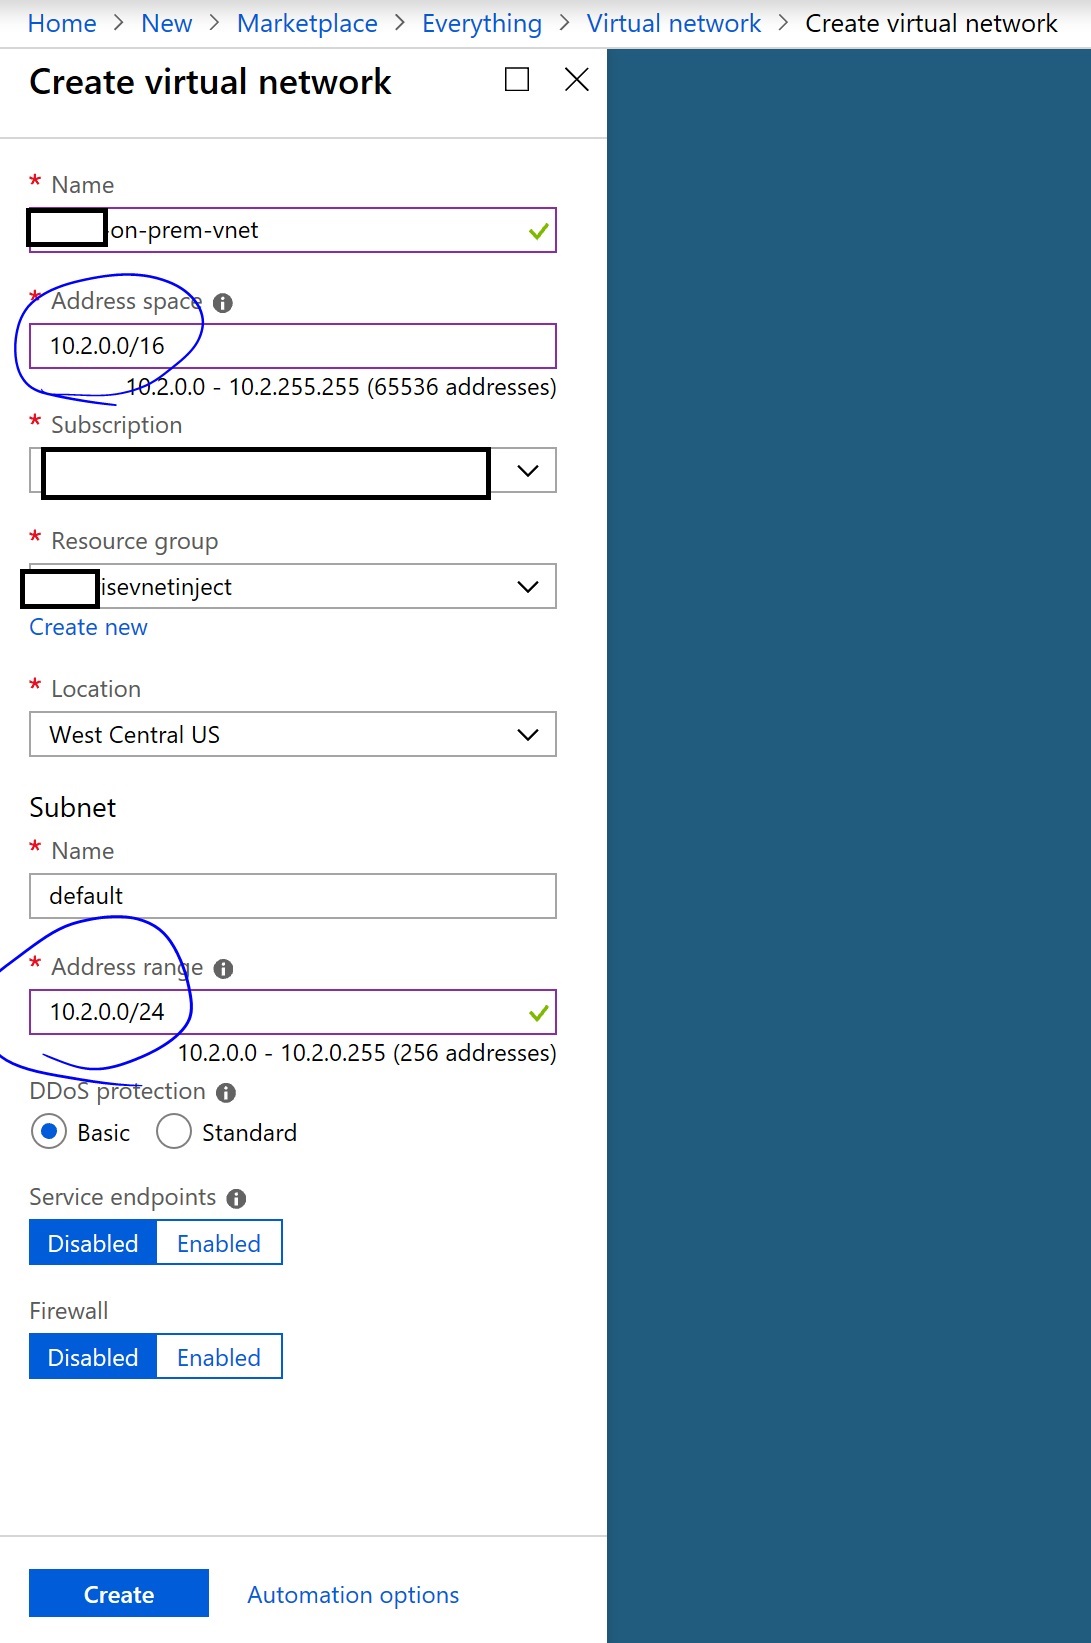 Home > New > Marketplace > Everything > Virtual network > Create virtual network
Create virtual network
* Name
-on-prem-vnet
* Address space
10.2.0.0/16
10.2.0.0 - 10.2.255.255 (65536 addresses)
* Subscription
* Resource group
isevnetinject
Create new
* Location
West Central US
Subnet
* Name
default
* Address range
10.2.0.0/24
10.2.0.0 - 10.2.0.255 (256 addresses)
DDoS protection
Basic Standard
Service endpoints
Disabled Enabled
Firewall
Disabled Enabled
Create Automation options